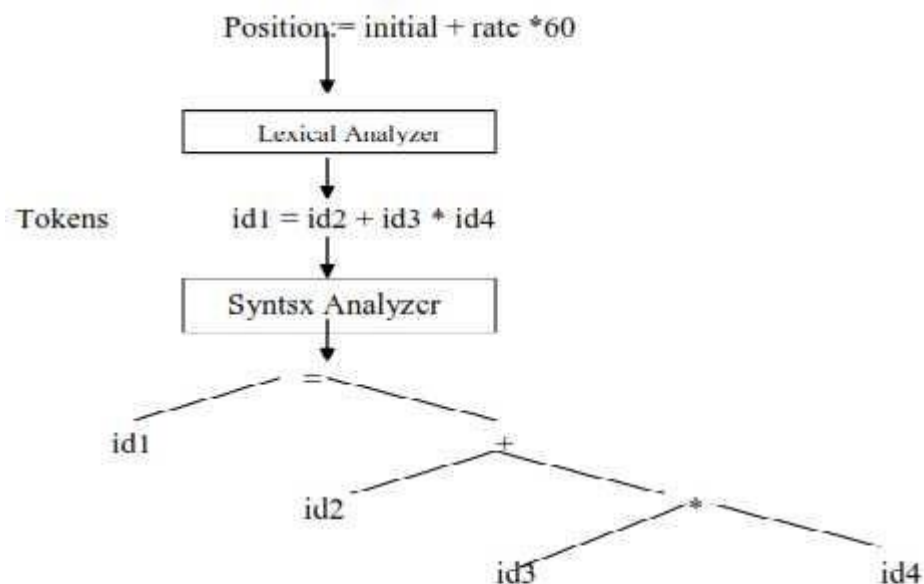 Position:= initial + rate *60
Lexical Analyzer
Tokens id1 = id2 + id3 * id4
Syntsx Analyzer
=
id1
+
id2
*
id3 id4